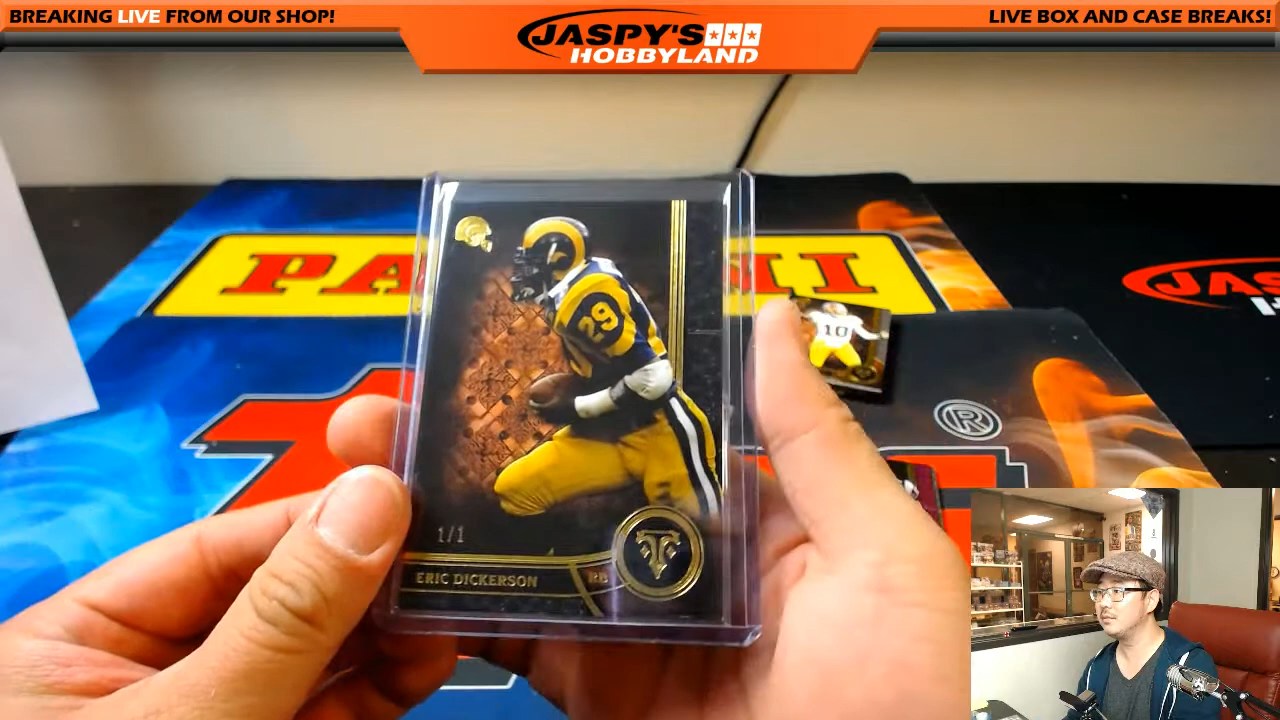 BREAKING LIVE FROM OUR SHOP!
JASPY'S
HOBBYLAND
LIVE BOX AND CASE BREAKS!
29
10
®
1/1
ERIC DICKERSON
RB